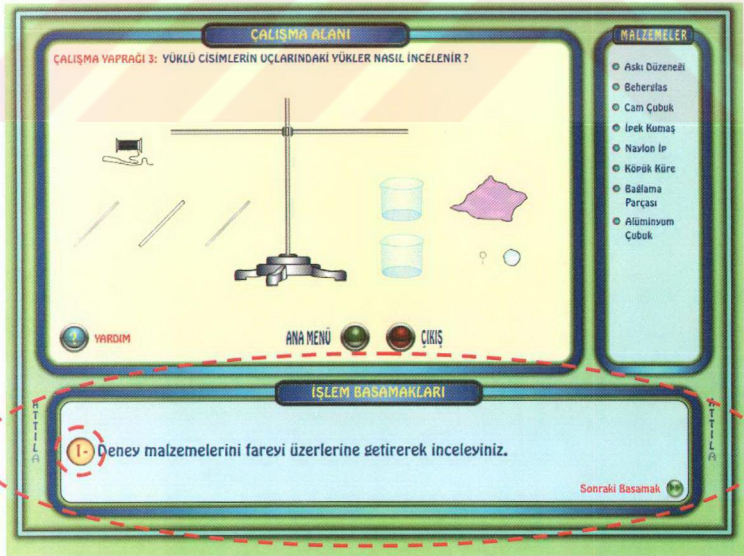 ÇALIŞMA ALANI
ÇALIŞMA YAPRAĞI 3: YÜKLÜ CİSİMLERİN UÇLARINDAKİ YÜKLER NASIL İNCELENİR ?
YARDIM
ANA MENÜ
ÇIKIŞ
MALZEMELER
Askı Düzeneği
Beherglas
Cam Çubuk
İpek Kumaş
Naylon İp
Köpük Küre
Bağlama
Parçası
Alüminyum
Çubuk
İŞLEM BASAMAKLARI
ATTILA
1- Deney malzemelerini fareyi üzerlerine getirerek inceleyiniz.
Sonraki Basamak
ATTILA